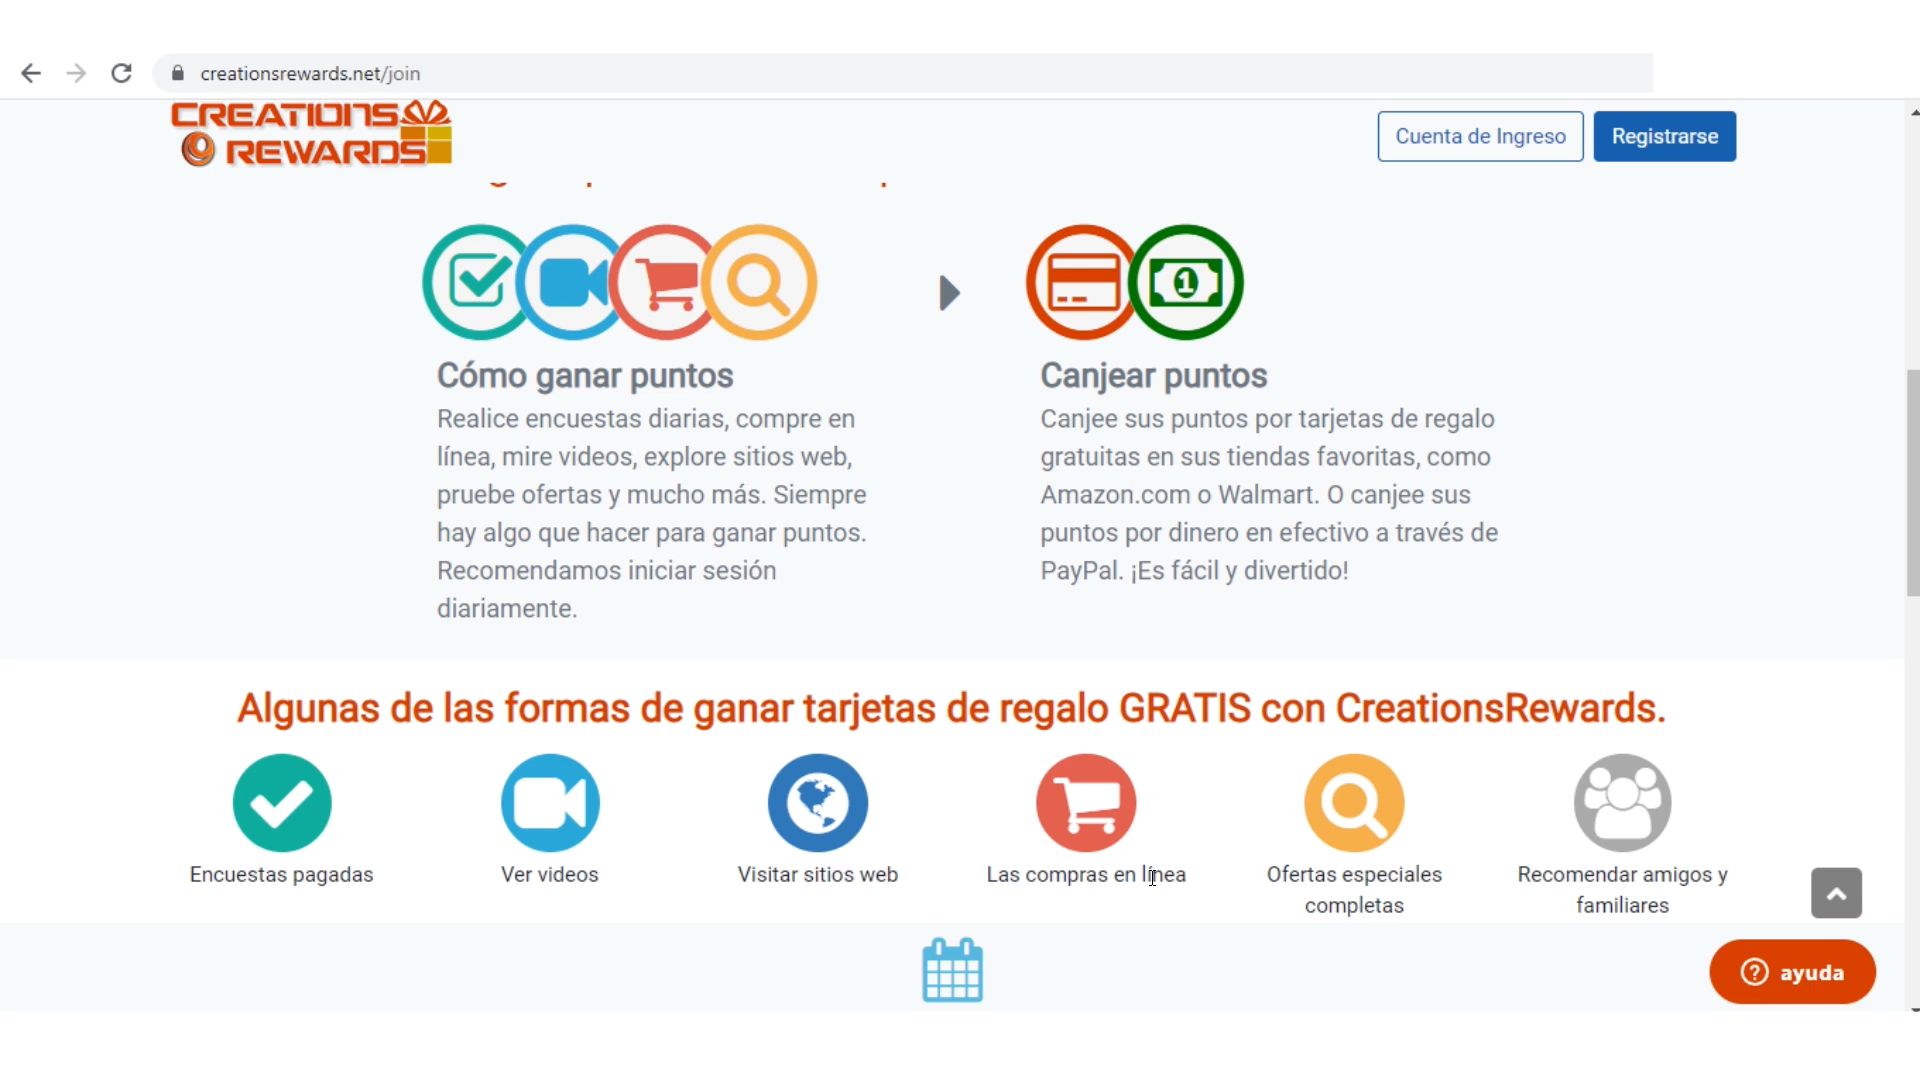 creationsrewards.net/join
CREATIONS
REWARDS
Cuenta de Ingreso
Registrarse
1
Cómo ganar puntos
Realice encuestas diarias, compre en
línea, mire videos, explore sitios web,
pruebe ofertas y mucho más. Siempre
hay algo que hacer para ganar puntos.
Recomendamos iniciar sesión
diariamente.
Canjear puntos
Canjee sus puntos por tarjetas de regalo
gratuitas en sus tiendas favoritas, como
Amazon.com o Walmart. O canjee sus
puntos por dinero en efectivo a través de
PayPal. ¡Es fácil y divertido!
Algunas de las formas de ganar tarjetas de regalo GRATIS con CreationsRewards.
Encuestas pagadas
Ver videos
Visitar sitios web
Las compras en línea
Ofertas especiales
completas
Recomendar amigos y
familiares
? ayuda